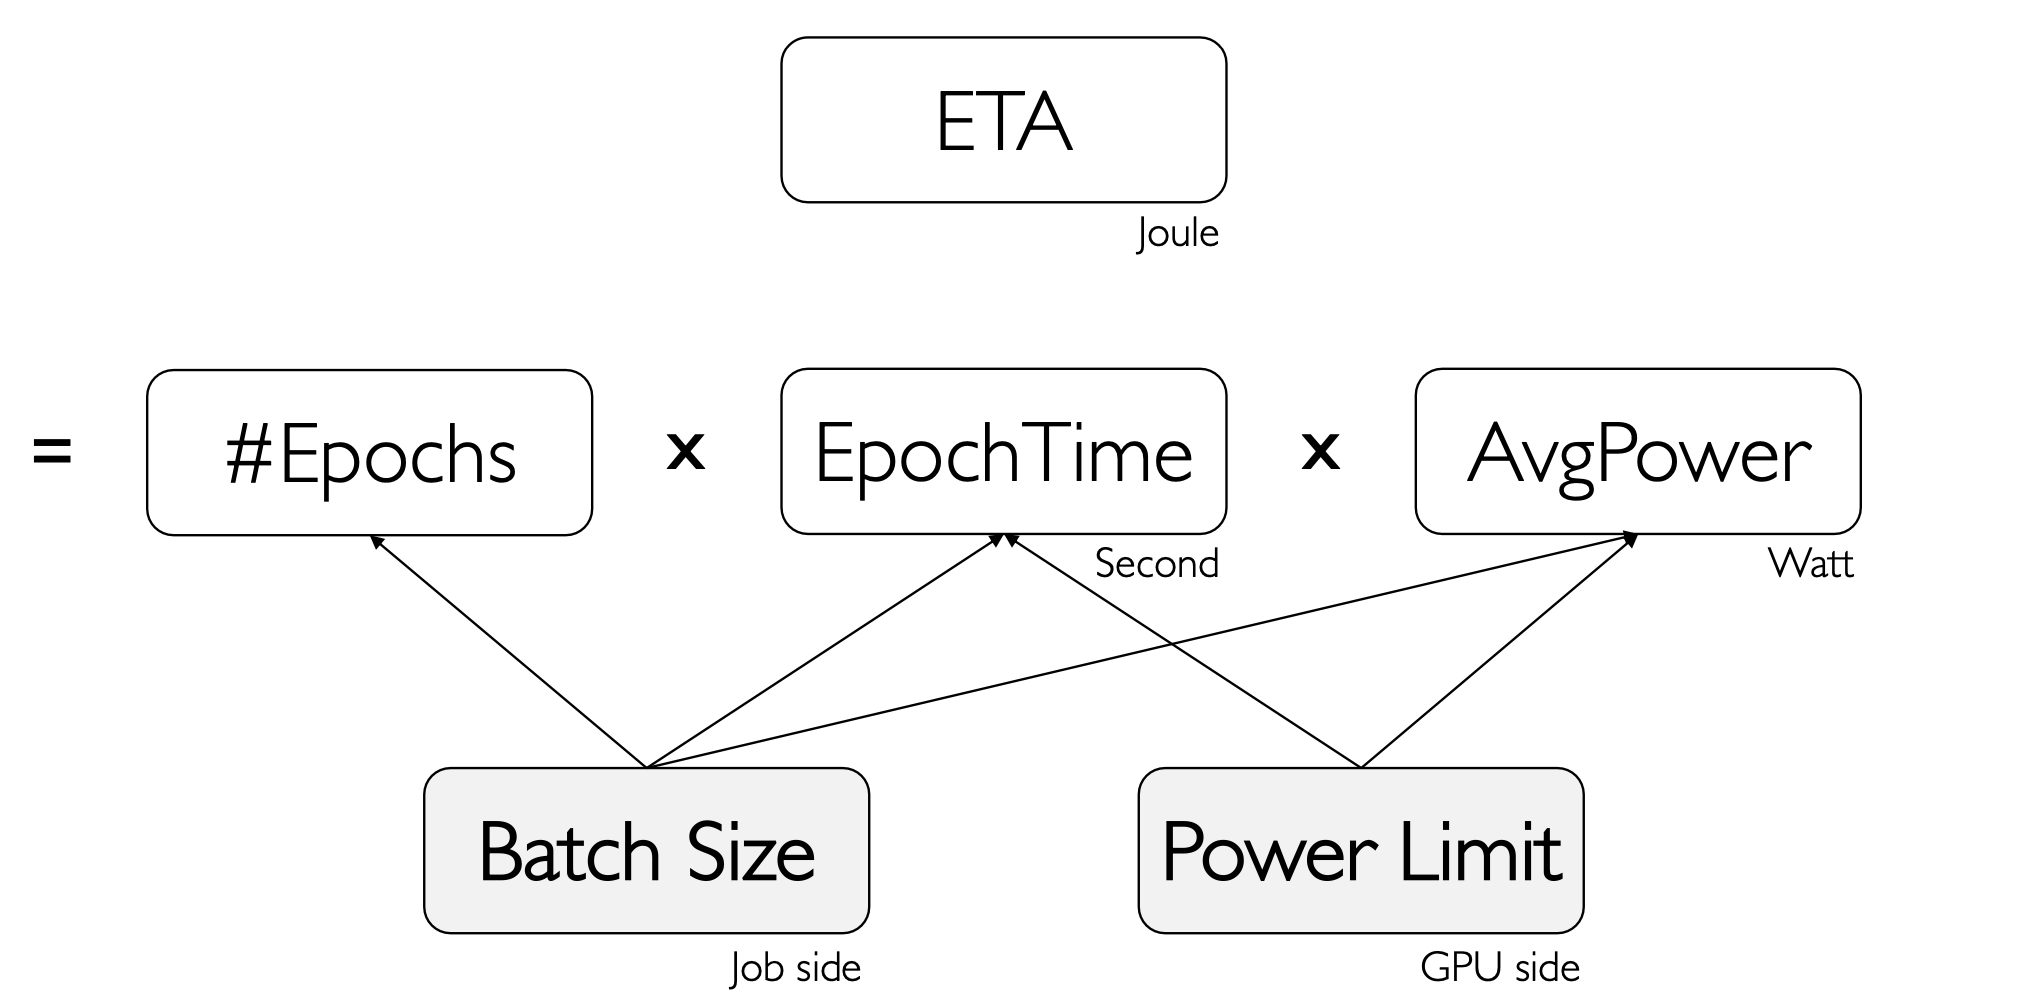 ETA
Joule
= #Epochs x EpochTime x AvgPower
Second
Watt
Batch Size
Power Limit
Job side
GPU side